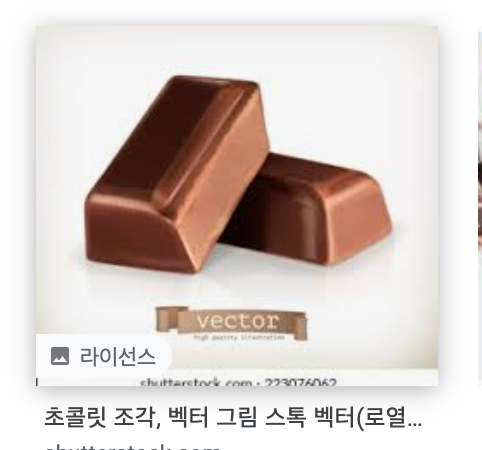 vector
high quality illustration
라이선스
shutterstock.com · 223076062
초콜릿 조각, 벡터 그림 스톡 벡터(로열...
shutterstock.com